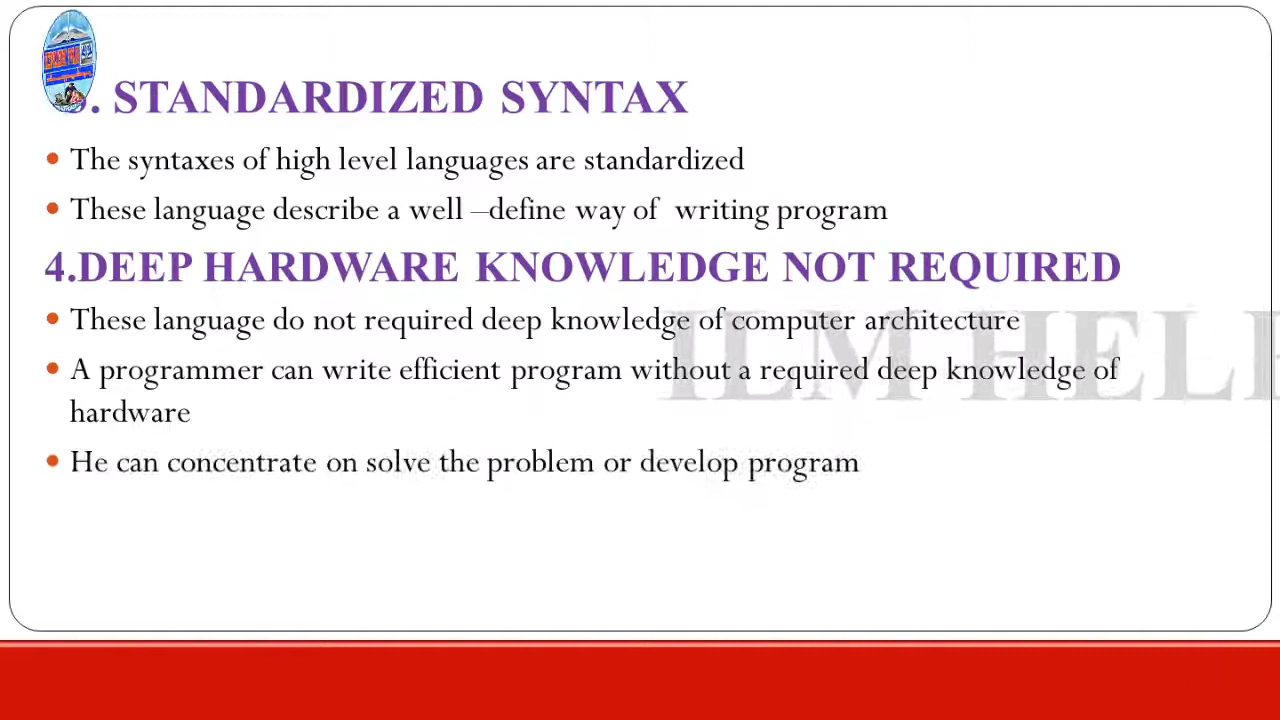 . STANDARDIZED SYNTAX
• The syntaxes of high level languages are standardized
• These language describe a well –define way of writing program
4.DEEP HARDWARE KNOWLEDGE NOT REQUIRED
• These language do not required deep knowledge of computer architecture
• A programmer can write efficient program without a required deep knowledge of
hardware
• He can concentrate on solve the problem or develop program
ILM HEL